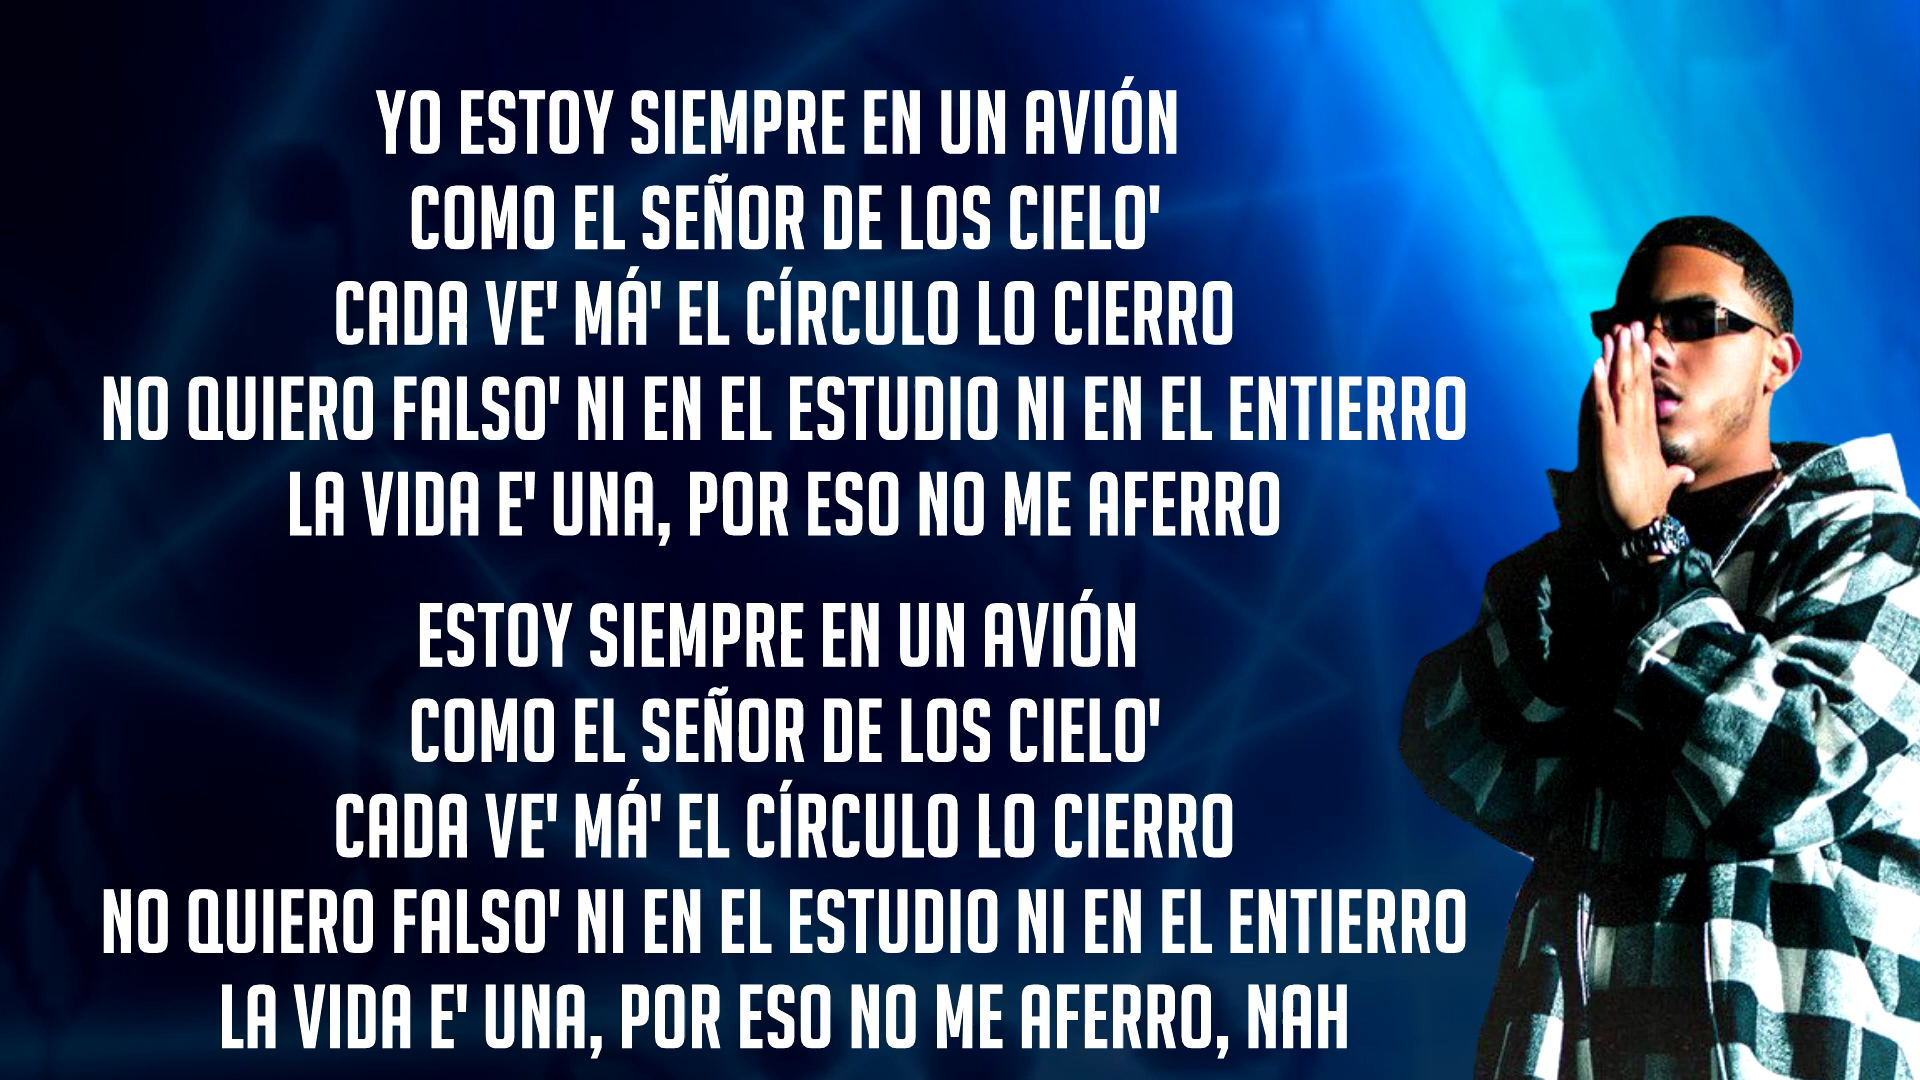 YO ESTOY SIEMPRE EN UN AVIÓN
COMO EL SEÑOR DE LOS CIELO'
CADA VE' MÁ' EL CÍRCULO LO CIERRO
NO QUIERO FALSO' NI EN EL ESTUDIO NI EN EL ENTIERRO
LA VIDA E' UNA, POR ESO NO ME AFERRO
ESTOY SIEMPRE EN UN AVIÓN
COMO EL SEÑOR DE LOS CIELO'
CADA VE' MÁ' EL CÍRCULO LO CIERRO
NO QUIERO FALSO' NI EN EL ESTUDIO NI EN EL ENTIERRO
LA VIDA E' UNA, POR ESO NO ME AFERRO, NAH